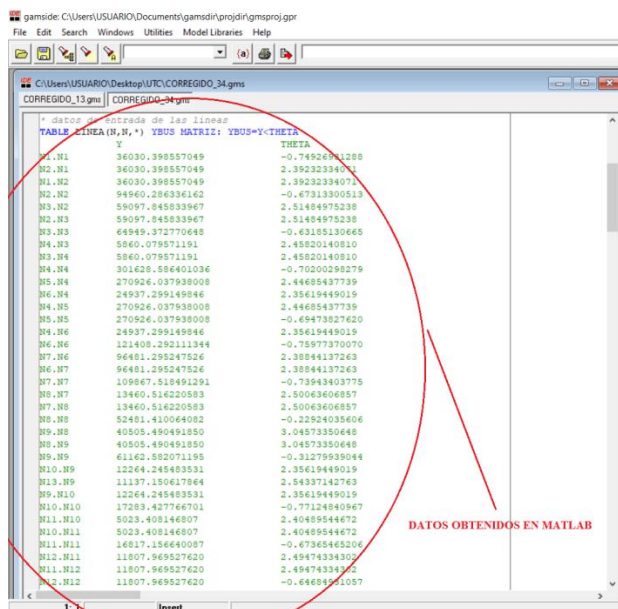 gamside: C:\Users\USUARIO\Documents\gamsdir\projdir\gmsproj.gpr
File Edit Search Windows Utilities Model Libraries Help
{a}
C:\Users\USUARIO\Desktop\UTC\CORREGIDO_34.gms
CORREGIDO_13.gms CORREGIDO_34.gms
* datos de entrada de las lineas
TABLE LINEA(N,N,*) YBUS MATRIZ: YBUS=Y<THETA
Y THETA
N1.N1 36030.398557049 -0.74926931288
N2.N1 36030.398557049 2.39232334071
N1.N2 36030.398557049 2.39232334071
N2.N2 94960.286336162 -0.67313300513
N3.N2 59097.845833967 2.51484975238
N2.N3 59097.845833967 2.51484975238
N3.N3 64949.372770648 -0.63185130665
N4.N3 5860.079571191 2.45820140810
N3.N4 5860.079571191 2.45820140810
N4.N4 301628.586401036 -0.70200298279
N5.N4 270926.037938008 2.44685437739
N6.N4 24937.299149846 2.35619449019
N4.N5 270926.037938008 2.44685437739
N5.N5 270926.037938008 -0.69473827620
N4.N6 24937.299149846 2.35619449019
N6.N6 121408.292111344 -0.75977370070
N7.N6 96481.295247526 2.38844137263
N6.N7 96481.295247526 2.38844137263
N7.N7 109867.518491291 -0.73943403775
N8.N7 13460.516220583 2.50063606857
N7.N8 13460.516220583 2.50063606857
N8.N8 52481.410064082 -0.22924035606
N9.N8 40505.490491850 3.04573350648
N8.N9 40505.490491850 3.04573350648
N9.N9 61162.582071195 -0.31279939044
N10.N9 12264.245483531 2.35619449019
N13.N9 11137.150617864 2.54337142763
N9.N10 12264.245483531 2.35619449019
N10.N10 17283.427766701 -0.77124840967
N11.N10 5023.408146807 2.40489544672
N10.N11 5023.408146807 2.40489544672
N11.N11 16817.156640087 -0.67365465206
N12.N11 11807.969527620 2.49474334302
N11.N12 11807.969527620 2.49474334302
N12.N12 11807.969527620 -0.64684931057
DATOS OBTENIDOS EN MATLAB
1: 1 Insert